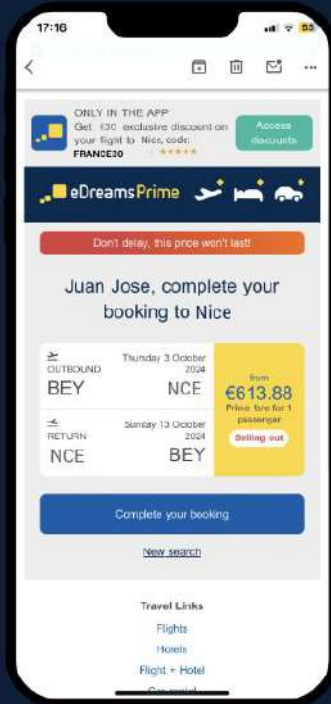 17:16
53
ONLY IN THE APP
Get €30 exclusive discount on
your flight to Nice, code:
FRANCE30
Access
discounts
eDreams Prime
Don't delay, this price won't last!
Juan Jose, complete your
booking to Nice
OUTBOUND
Thursday 3 October
2024
BEY
NCE
RETURN
Sunday 13 October
2024
NCE
BEY
from
€613.88
Prime fare for 1
passenger
Selling out
Complete your booking
New search
Travel Links
Flights
Hotels
Flight + Hotel